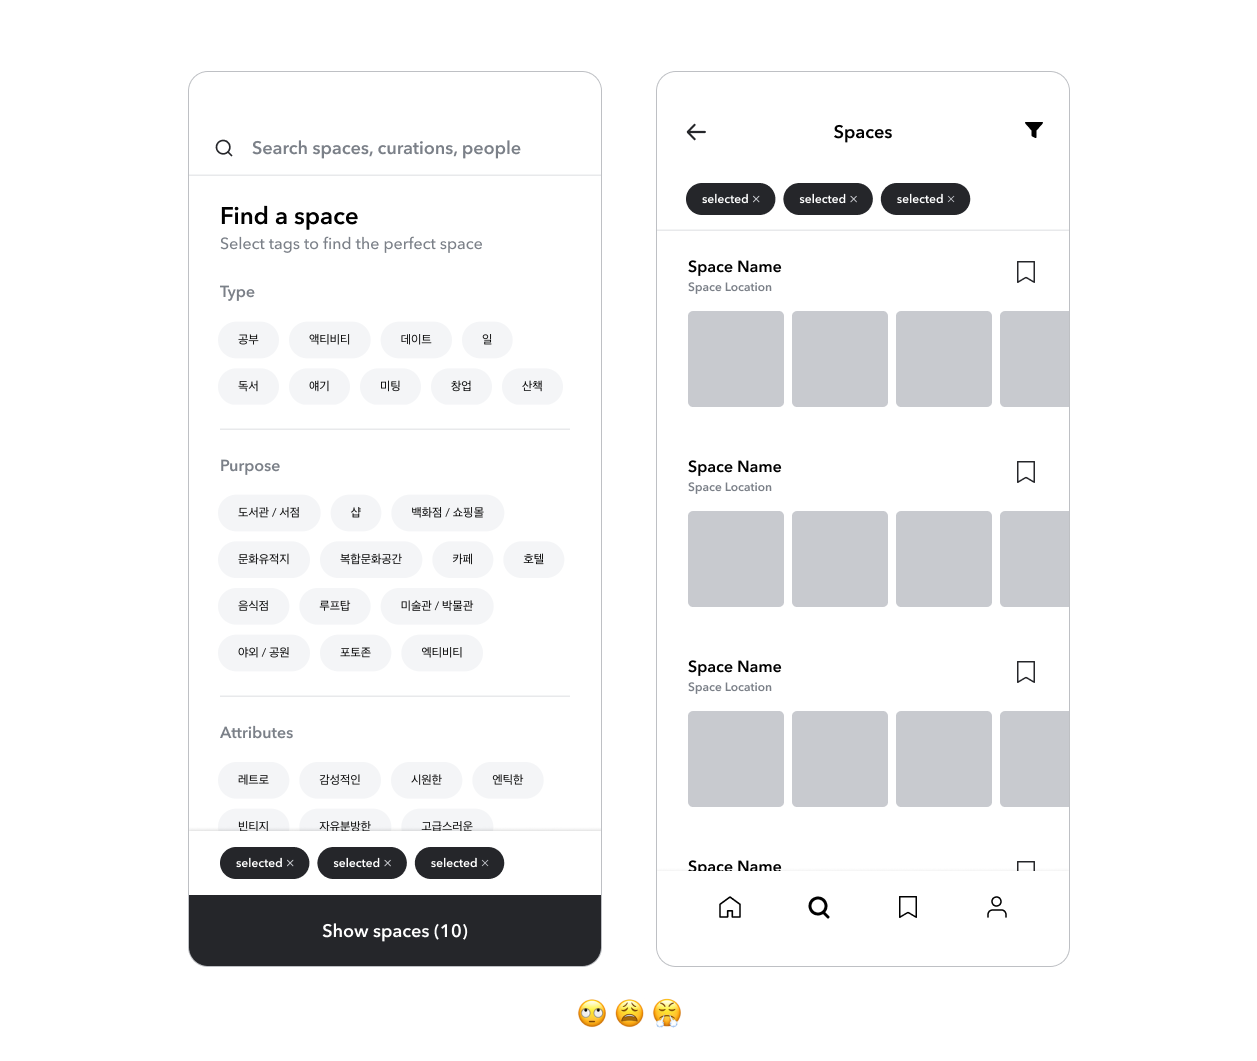 Search spaces, curations, people
Find a space
Select tags to find the perfect space
Type
공부 액티비티 데이트 일
독서 얘기 미팅 창업 산책
Purpose
도서관 / 서점 샵 백화점 / 쇼핑몰
문화유적지 복합문화공간 카페 호텔
음식점 루프탑 미술관 / 박물관
야외 / 공원 포토존 엑티비티
Attributes
레트로 감성적인 시원한 엔틱한
빈티지 자유분방한 고급스러운
selected × selected × selected ×
Show spaces (10)
Spaces
selected × selected × selected ×
Space Name
Space Location
Space Name
Space Location
Space Name
Space Location
Space Name